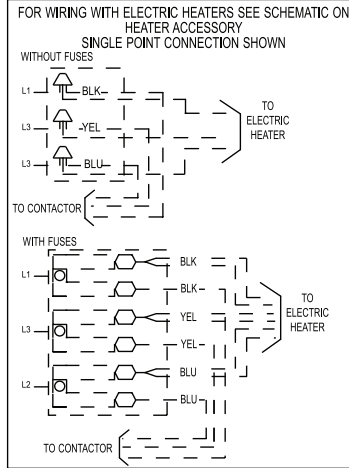 FOR WIRING WITH ELECTRIC HEATERS SEE SCHEMATIC ON
HEATER ACCESSORY
SINGLE POINT CONNECTION SHOWN
WITHOUT FUSES
L1
BLK
L3
YEL
L3
BLU
TO
ELECTRIC
HEATER
TO CONTACTOR
WITH FUSES
L1
BLK
BLK
L3
YEL
YEL
L2
BLU
BLU
TO
ELECTRIC
HEATER
TO CONTACTOR